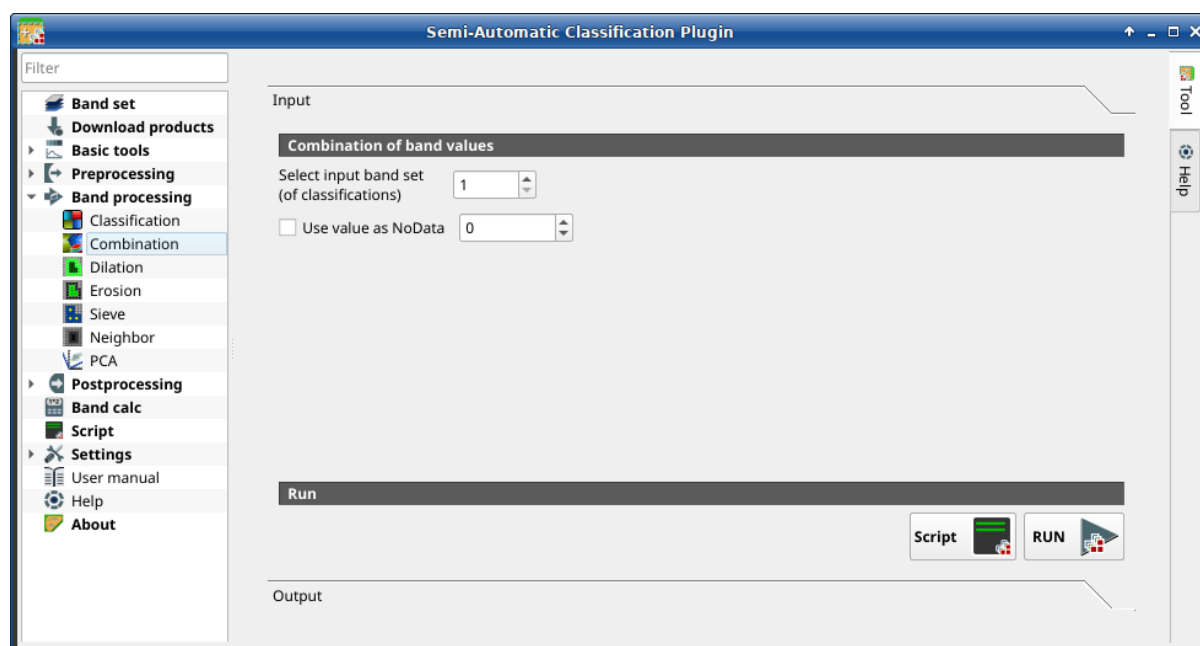 Semi-Automatic Classification Plugin
Filter
Band set
Download products
Basic tools
Preprocessing
Band processing
Classification
Combination
Dilation
Erosion
Sieve
Neighbor
PCA
Postprocessing
Band calc
Script
Settings
User manual
Help
About
Input
Combination of band values
Select input band set
(of classifications)
1
Use value as NoData
0
Run
Script
RUN
Output
Tool
Help